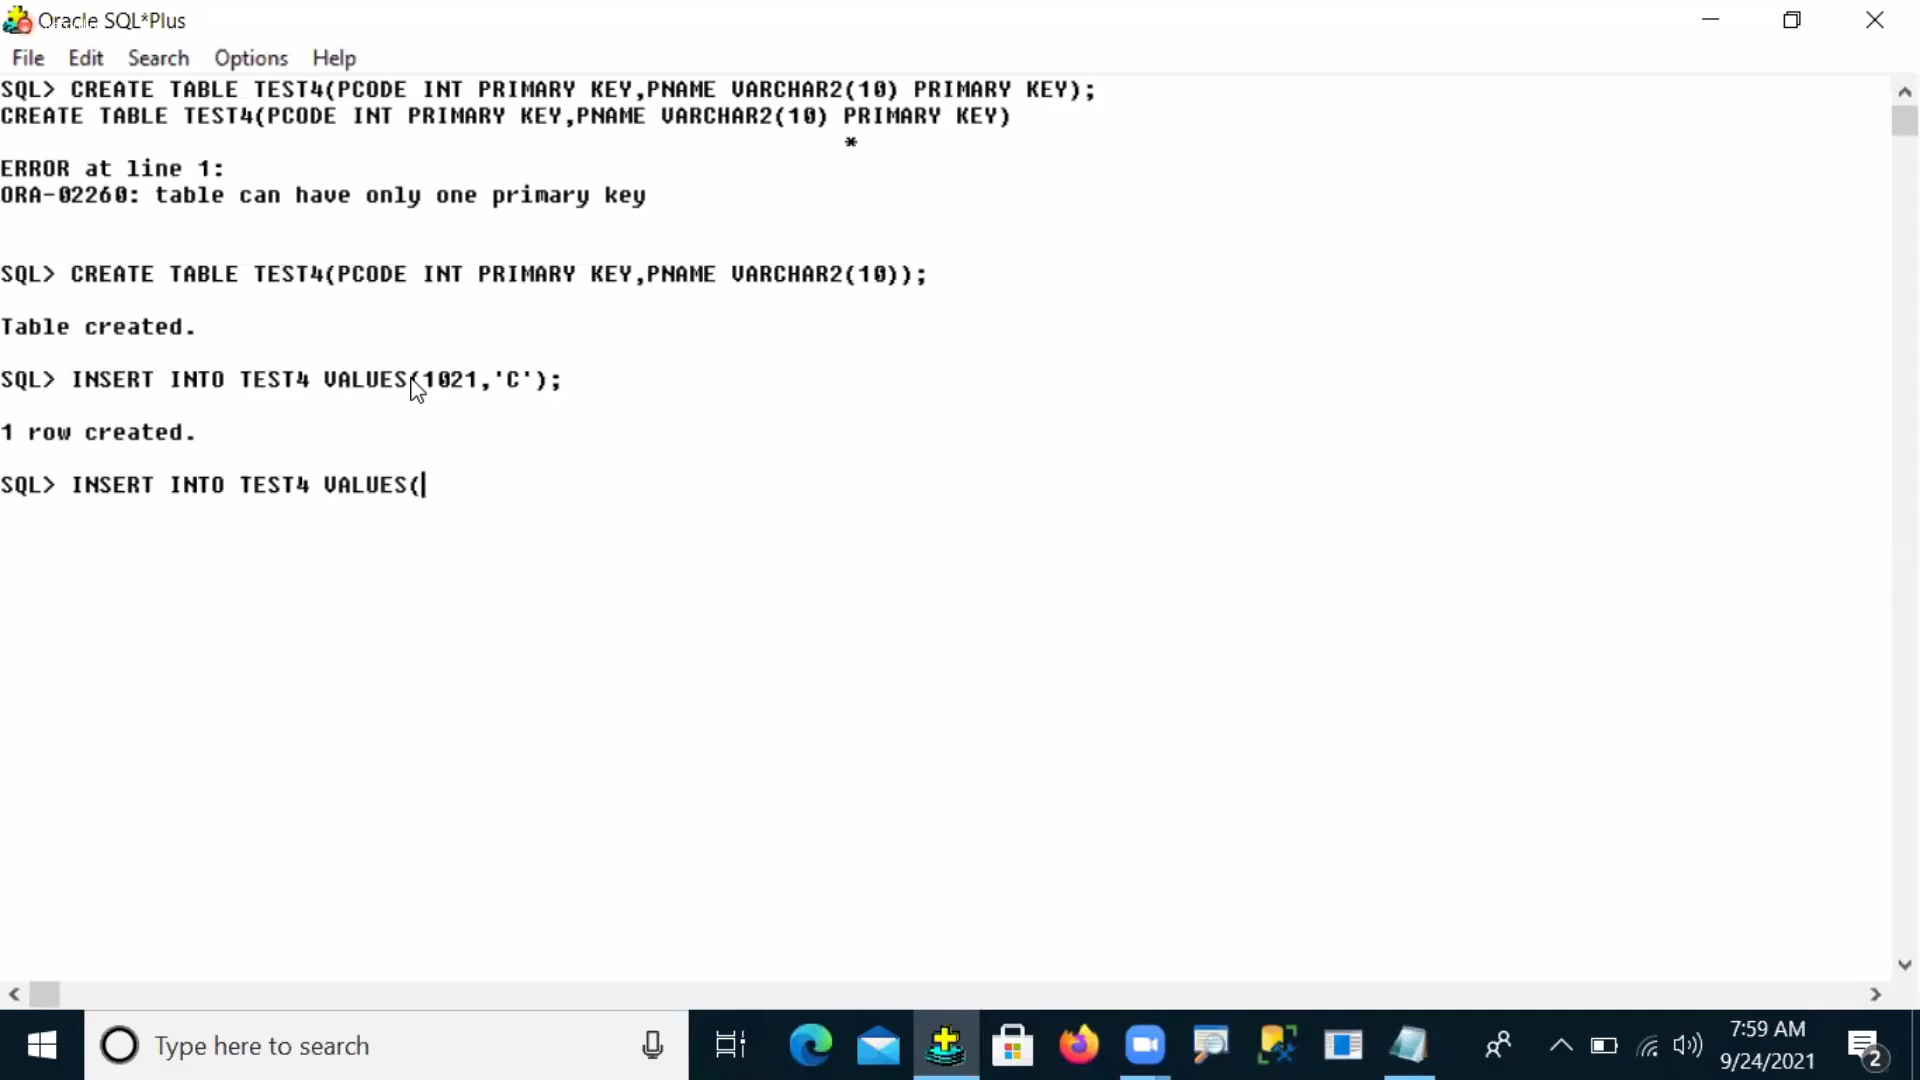 Oracle SQL*Plus
File Edit Search Options Help
SQL> CREATE TABLE TEST4(PCODE INT PRIMARY KEY,PNAME VARCHAR2(10) PRIMARY KEY);
CREATE TABLE TEST4(PCODE INT PRIMARY KEY,PNAME VARCHAR2(10) PRIMARY KEY)
*
ERROR at line 1:
ORA-02260: table can have only one primary key
SQL> CREATE TABLE TEST4(PCODE INT PRIMARY KEY,PNAME VARCHAR2(10));
Table created.
SQL> INSERT INTO TEST4 VALUES(1021,'C');
1 row created.
SQL> INSERT INTO TEST4 VALUES(
Type here to search
7:59 AM
9/24/2021
2